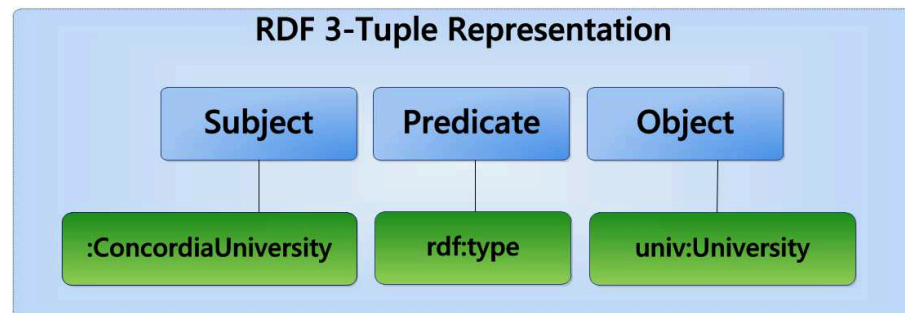 RDF 3-Tuple Representation
Subject Predicate Object
:ConcordiaUniversity rdf:type univ:University